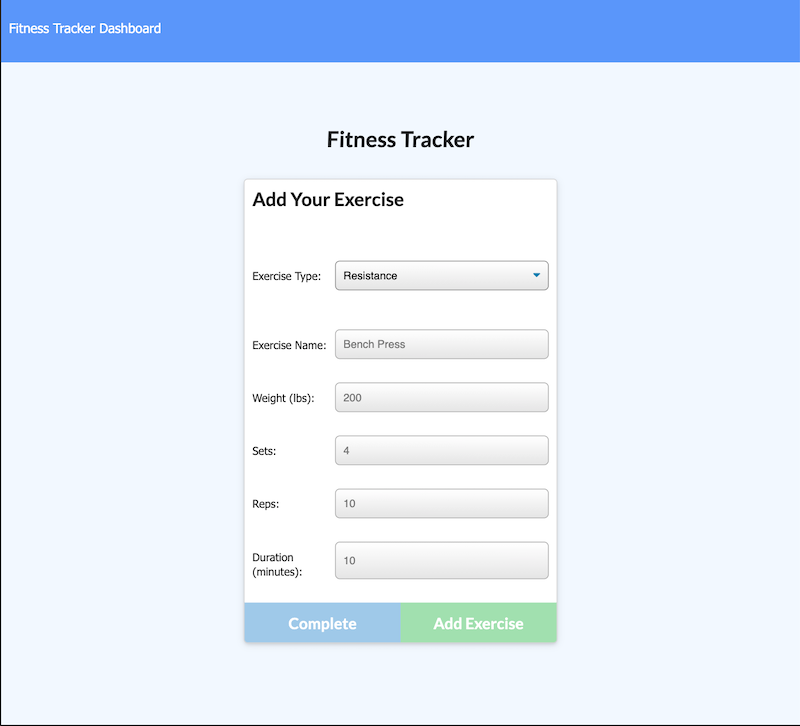 Fitness Tracker Dashboard
Fitness Tracker
Add Your Exercise
Exercise Type: Resistance
Exercise Name: Bench Press
Weight (lbs): 200
Sets: 4
Reps: 10
Duration
(minutes): 10
Complete Add Exercise